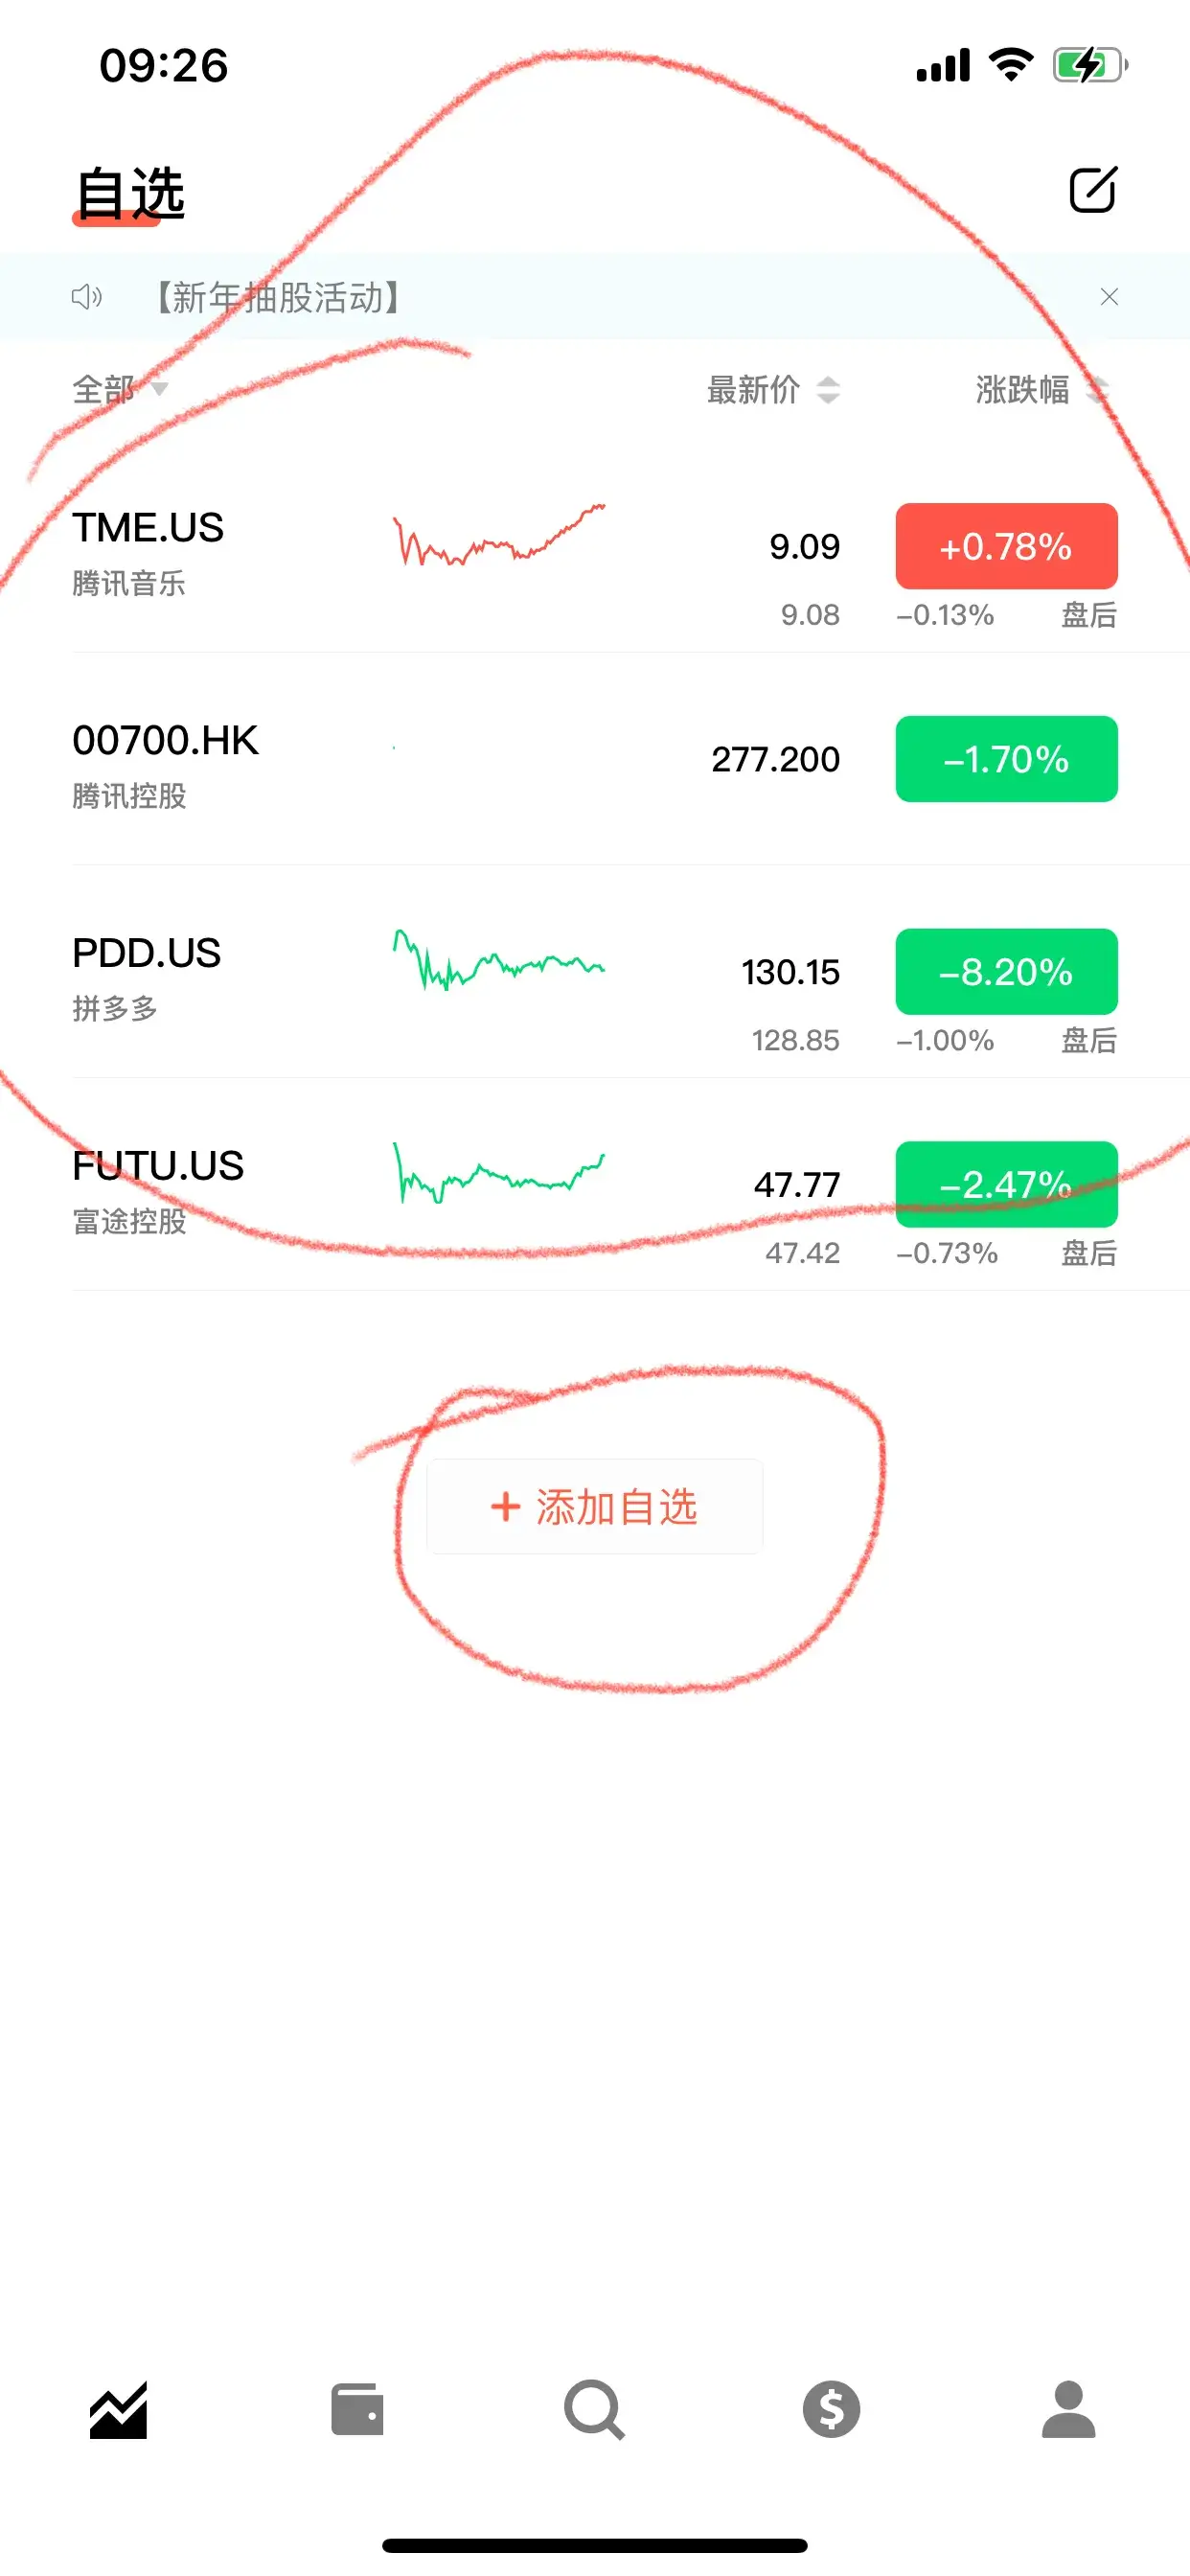 09:26
自选
【新年抽股活动】
全部 最新价 涨跌幅
TME.US 9.09 +0.78%
腾讯音乐 9.08 -0.13% 盘后
00700.HK 277.200 -1.70%
腾讯控股
PDD.US 130.15 -8.20%
拼多多 128.85 -1.00% 盘后
FUTU.US 47.77 -2.47%
富途控股 47.42 -0.73% 盘后
+ 添加自选